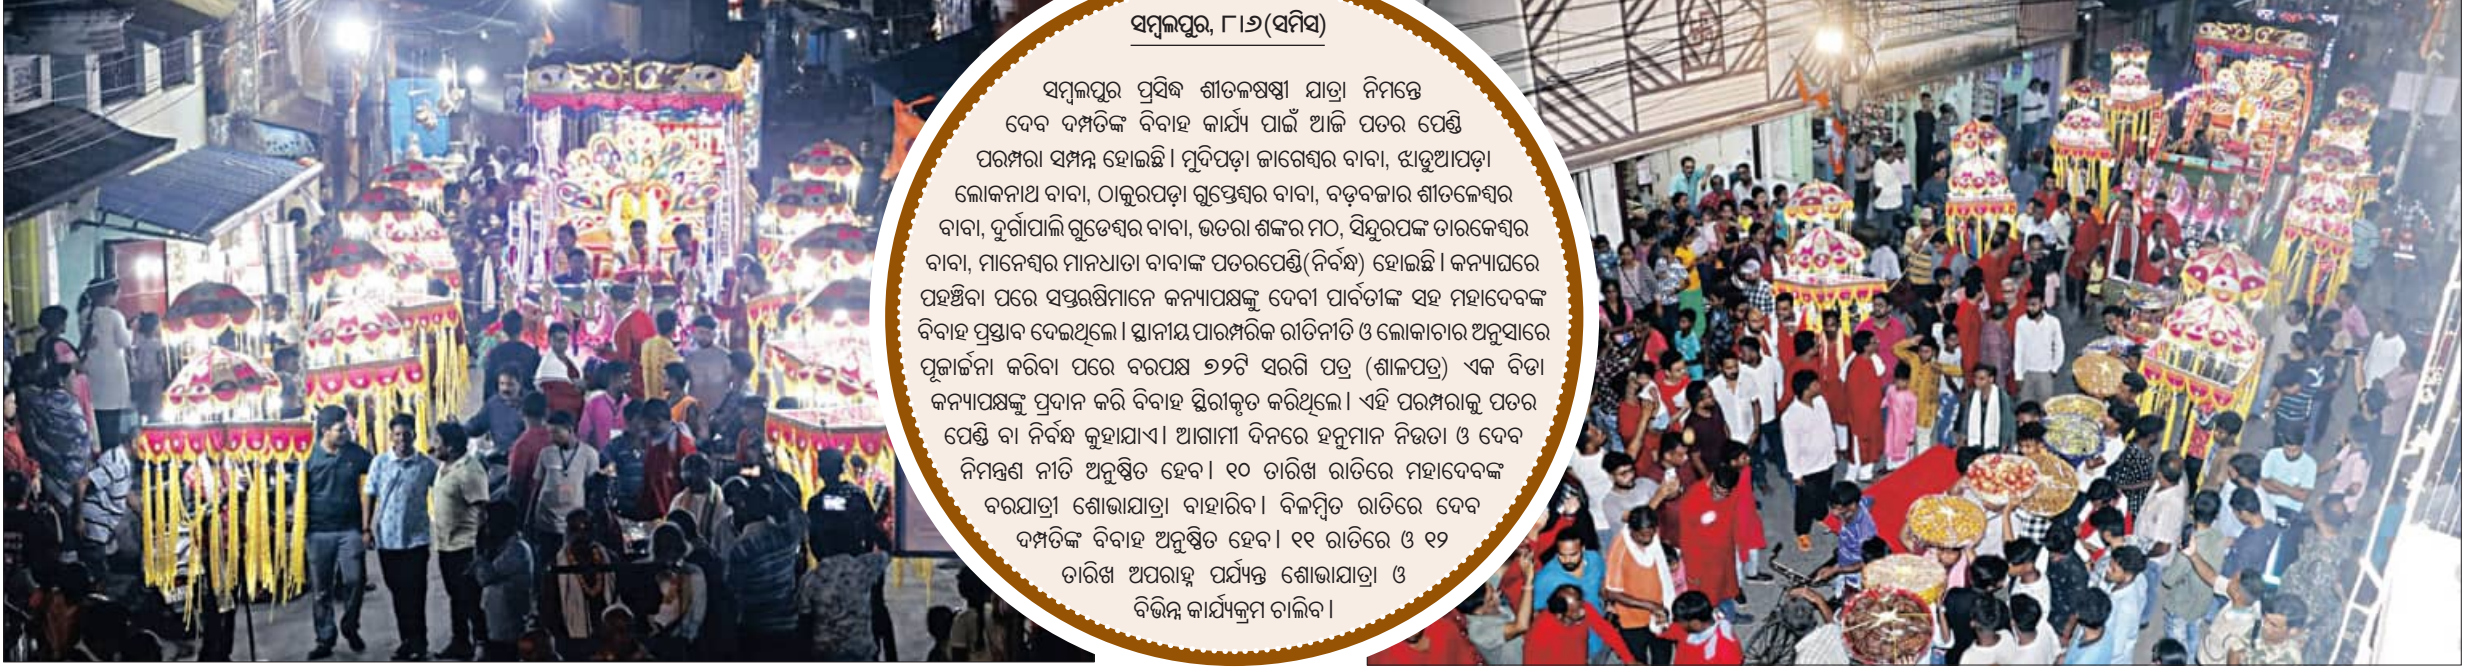 ସମ୍ବଲପୁର, ୮।୬(ସମିସ)
ସମ୍ବଲପୁର ପ୍ରସିଦ୍ଧ ଶୀତଳଷଷ୍ଠୀ ଯାତ୍ରା ନିମନ୍ତେ
ଦେବ ଦମ୍ପତିଙ୍କ ବିବାହ କାର୍ଯ୍ୟ ପାଇଁ ଆଜି ପତର ପେଣ୍ଡି
ପରମ୍ପରା ସମ୍ପନ୍ନ ହୋଇଛି। ମୁଦିପଡ଼ା ଜାଗେଶ୍ୱର ବାବା, ଝାଡୁଆପଡ଼ା
ଲୋକନାଥ ବାବା, ଠାକୁରପଡ଼ା ଗୁପ୍ତେଶ୍ୱର ବାବା, ବଡ଼ବଜାର ଶୀତଳେଶ୍ୱର
ବାବା, ଦୁର୍ଗାପାଲି ଗୁଡେଶ୍ୱର ବାବା, ଭତରା ଶଙ୍କର ମଠ, ସିନ୍ଦୁରପଙ୍କ ତାରକେଶ୍ୱର
ବାବା, ମାନେଶ୍ୱର ମାନଧାତା ବାବାଙ୍କ ପତରପେଣ୍ଡି(ନିର୍ବନ୍ଧ) ହୋଇଛି। କନ୍ୟାଘରେ
ପହଞ୍ଚିବା ପରେ ସପ୍ତରଷିମାନେ କନ୍ୟାପକ୍ଷଙ୍କୁ ଦେବୀ ପାର୍ବତୀଙ୍କ ସହ ମହାଦେବଙ୍କ
ବିବାହ ପ୍ରସ୍ତାବ ଦେଇଥିଲେ। ସ୍ଥାନୀୟ ପାରମ୍ପରିକ ରୀତିନୀତି ଓ ଲୋକାଚାର ଅନୁସାରେ
ପୂଜାର୍ଚ୍ଚନା କରିବା ପରେ ବରପକ୍ଷ ୭୨ଟି ସରଗି ପତ୍ର (ଶାଳପତ୍ର) ଏକ ବିଡା
କନ୍ୟାପକ୍ଷଙ୍କୁ ପ୍ରଦାନ କରି ବିବାହ ସ୍ଥିରୀକୃତ କରିଥିଲେ। ଏହି ପରମ୍ପରାକୁ ପତର
ପେଣ୍ଡି ବା ନିର୍ବନ୍ଧ କୁହାଯାଏ। ଆଗାମୀ ଦିନରେ ହନୁମାନ ନିଉତା ଓ ଦେବ
ନିମନ୍ତ୍ରଣ ନୀତି ଅନୁଷ୍ଠିତ ହେବ। ୧୦ ତାରିଖ ରାତିରେ ମହାଦେବଙ୍କ
ବରଯାତ୍ରୀ ଶୋଭାଯାତ୍ରା ବାହାରିବ। ବିଳମ୍ବିତ ରାତିରେ ଦେବ
ଦମ୍ପତିଙ୍କ ବିବାହ ଅନୁଷ୍ଠିତ ହେବ। ୧୧ ରାତିରେ ଓ ୧୨
ତାରିଖ ଅପରାହ୍ନ ପର୍ଯ୍ୟନ୍ତ ଶୋଭାଯାତ୍ରା ଓ
ବିଭିନ୍ନ କାର୍ଯ୍ୟକ୍ରମ ଚାଲିବ।